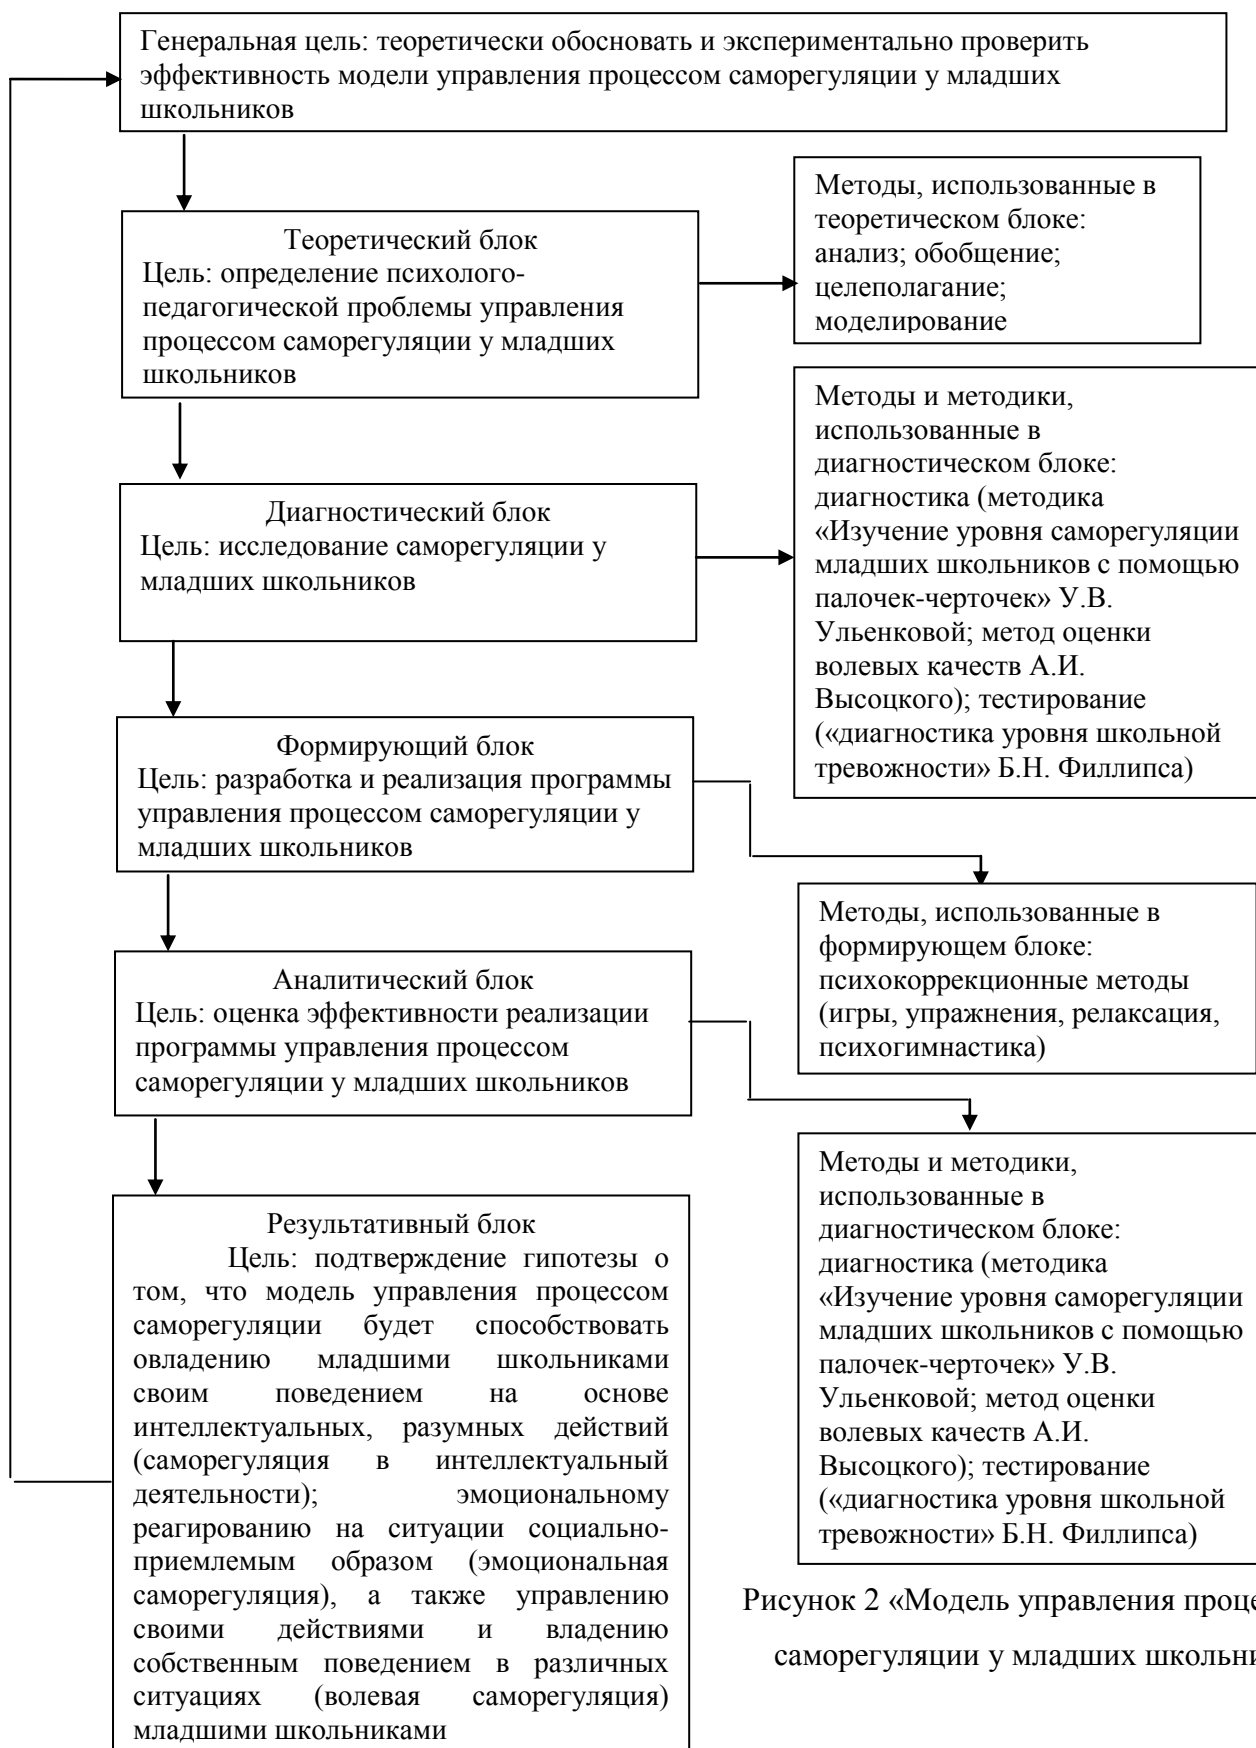 Генеральная цель: теоретически обосновать и экспериментально проверить
эффективность модели управления процессом саморегуляции у младших
школьников
Теоретический блок
Цель: определение психолого-
педагогической проблемы управления
процессом саморегуляции у младших
школьников
Методы, использованные в
теоретическом блоке:
анализ; обобщение;
целеполагание;
моделирование
Диагностический блок
Цель: исследование саморегуляции у
младших школьников
Методы и методики,
использованные в
диагностическом блоке:
диагностика (методика
«Изучение уровня саморегуляции
младших школьников с помощью
палочек-черточек» У.В.
Ульенковой; метод оценки
волевых качеств А.И.
Высоцкого); тестирование
(«диагностика уровня школьной
тревожности» Б.Н. Филлипса)
Формирующий блок
Цель: разработка и реализация программы
управления процессом саморегуляции у
младших школьников
Методы, использованные в
формирующем блоке:
психокоррекционные методы
(игры, упражнения, релаксация,
психогимнастика)
Аналитический блок
Цель: оценка эффективности реализации
программы управления процессом
саморегуляции у младших школьников
Методы и методики,
использованные в
диагностическом блоке:
диагностика (методика
«Изучение уровня саморегуляции
младших школьников с помощью
палочек-черточек» У.В.
Ульенковой; метод оценки
волевых качеств А.И.
Высоцкого); тестирование
(«диагностика уровня школьной
тревожности» Б.Н. Филлипса)
Результативный блок
Цель: подтверждение гипотезы о
том, что модель управления процессом
саморегуляции будет способствовать
овладению младшими школьниками
своим поведением на основе
интеллектуальных, разумных действий
(саморегуляция в интеллектуальный
деятельности); эмоциональному
реагированию на ситуации социально-
приемлемым образом (эмоциональная
саморегуляция), а также управлению
своими действиями и владению
собственным поведением в различных
ситуациях (волевая саморегуляция)
младшими школьниками
Рисунок 2 «Модель управления
саморегуляции у младших